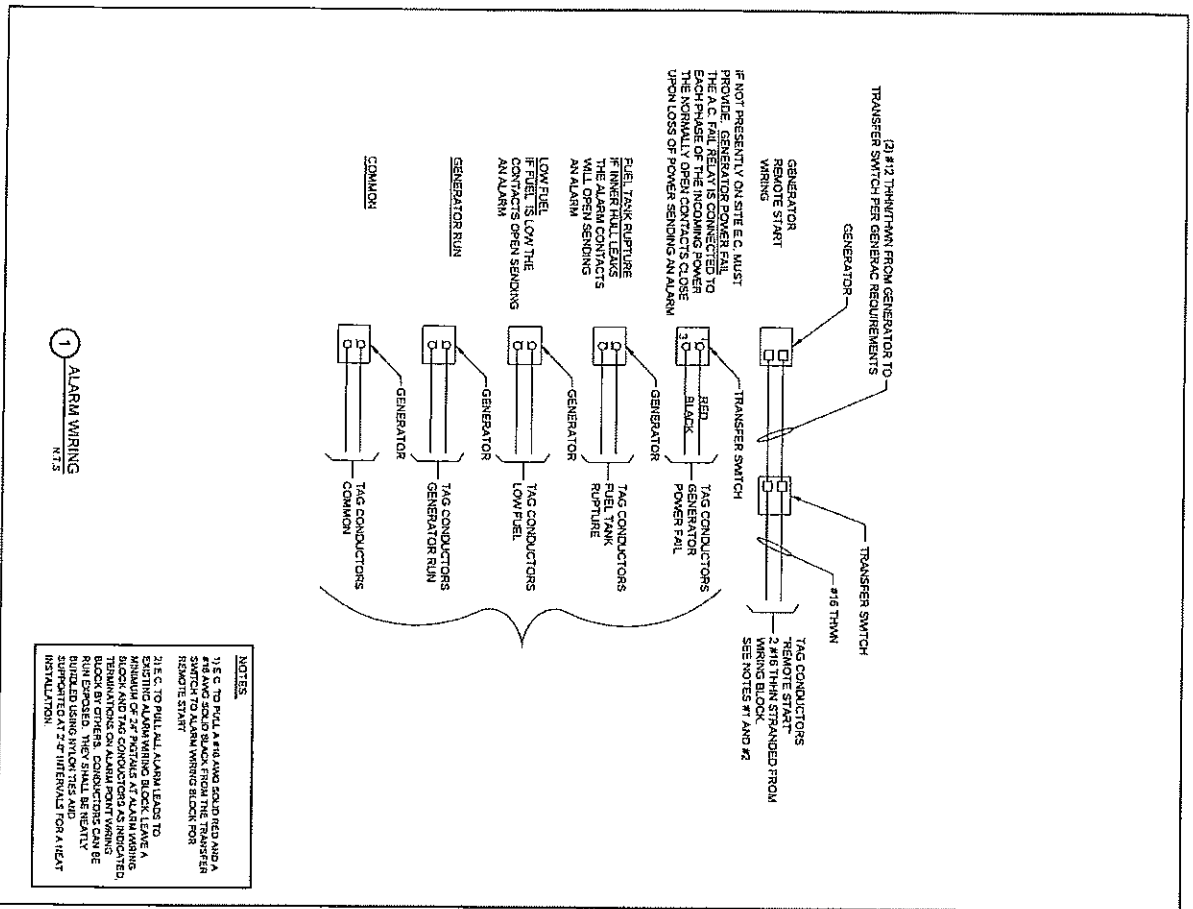 (2) #12 THHN/THWN FROM GENERATOR TO
TRANSFER SWITCH PER GENERAC REQUIREMENTS
GENERATOR
TRANSFER SWITCH
#16 THWN
GENERATOR
REMOTE START
WIRING
TAG CONDUCTORS
"REMOTE START"
2 #16 THHN STRANDED FROM
WIRING BLOCK.
SEE NOTES #1 AND #2
IF NOT PRESENTLY ON SITE E.C. MUST
PROVIDE. GENERATOR POWER FAIL
THE A.C. FAIL RELAY IS CONNECTED TO
EACH PHASE OF THE INCOMING POWER
THE NORMALLY OPEN CONTACTS CLOSE
UPON LOSS OF POWER SENDING AN ALARM
1
3
RED
BLACK
TRANSFER SWITCH
TAG CONDUCTORS
GENERATOR
POWER FAIL
FUEL TANK RUPTURE
IF INNER HULL LEAKS
THE ALARM CONTACTS
WILL OPEN SENDING
AN ALARM
GENERATOR
TAG CONDUCTORS
FUEL TANK
RUPTURE
LOW FUEL
IF FUEL IS LOW THE
CONTACTS OPEN SENDING
AN ALARM
GENERATOR
TAG CONDUCTORS
LOW FUEL
GENERATOR RUN
GENERATOR
TAG CONDUCTORS
GENERATOR RUN
COMMON
GENERATOR
TAG CONDUCTORS
COMMON
1 ALARM WIRING
N.T.S
NOTES
1) E.C. TO PULL A #16 AWG SOLID RED AND A
#16 AWG SOLID BLACK FROM THE TRANSFER
SWITCH TO ALARM WIRING BLOCK FOR
REMOTE START
2) E.C. TO PULL ALL ALARM LEADS TO
EXISTING ALARM WIRING BLOCK. LEAVE A
MINIMUM OF 24" PIGTAILS AT ALARM WIRING
BLOCK AND TAG CONDUCTORS AS INDICATED,
TERMINATIONS ON ALARM POINT WIRING
BLOCK BY OTHERS. CONDUCTORS CAN BE
RUN EXPOSED. THEY SHALL BE NEATLY
BUNDLED USING NYLON TIES AND
SUPPORTED AT 2'-0" INTERVALS FOR A NEAT
INSTALLATION.